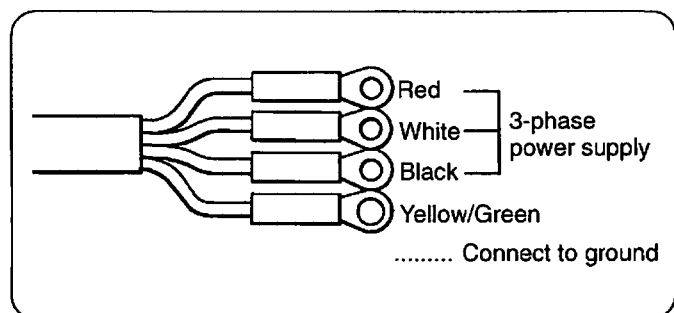 Red
White
Black
3-phase
power supply
Yellow/Green
......... Connect to ground